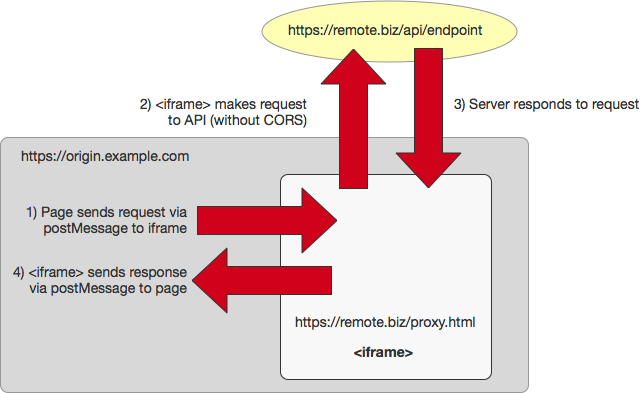 https://remote.biz/api/endpoint
2) <iframe> makes request
to API (without CORS)
3) Server responds to request
https://origin.example.com
1) Page sends request via
postMessage to iframe
4) <iframe> sends response
via postMessage to page
https://remote.biz/proxy.html
<iframe>